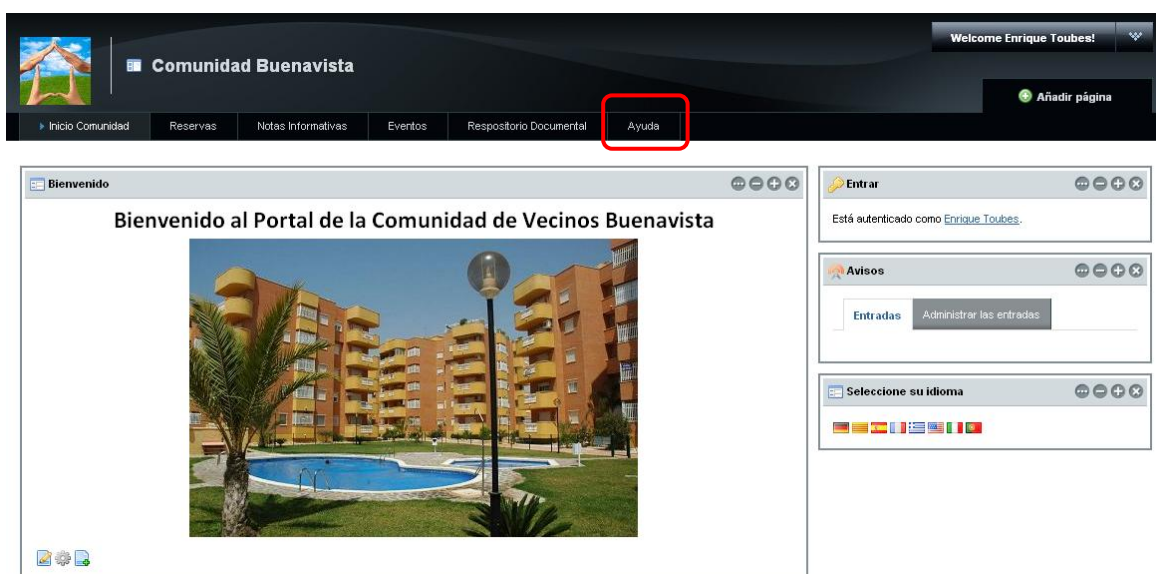 Welcome Enrique Toubes!
Comunidad Buenavista
Añadir página
Inicio Comunidad Reservas Notas Informativas Eventos Respositorio Documental Ayuda
Bienvenido
Bienvenido al Portal de la Comunidad de Vecinos Buenavista
Entrar
Está autenticado como Enrique Toubes.
Avisos
Entradas Administrar las entradas
Seleccione su idioma